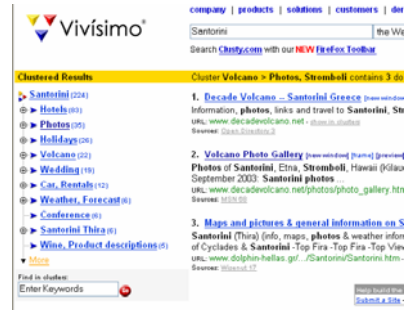 company | products | solutions | customers | der
Vivísimo®
Santorini
the We
Search Clusty.com with our NEW FireFox Toolbar
Clustered Results
Cluster Volcano > Photos, Stromboli contains 3 do
Santorini (224)
Hotels (83)
Photos (35)
Holidays (26)
Volcano (22)
Wedding (19)
Car, Rentals (12)
Weather, Forecast (6)
Conference (6)
Santorini Thira (6)
Wine, Product descriptions (5)
More
Find in clusters:
Enter Keywords
1. Decade Volcano -- Santorini Greece [new window]
Information, photos, links and travel to Santorini, Str
URL: www.decadevolcano.net - show in clusters
Sources: Open Directory 3
2. Volcano Photo Gallery [new window] [frame] [preview]
Photos of Santorini, Etna, Stromboli, Hawaii (Kilau
September 2003: Santorini photos ...
URL: www.decadevolcano.net/photos/photo_gallery.htm
Sources: MSN 88
3. Maps and pictures & general information on S
Santorini (Thira) (info, maps, photos & weather infor
of Cyclades & Santorini -Top Fira -Top Fira -Top View
URL: www.dolphin-hellas.gr/.../Santorini/Santorini.htm -
Sources: Wisenut 17
Help build the
Submit a Site -